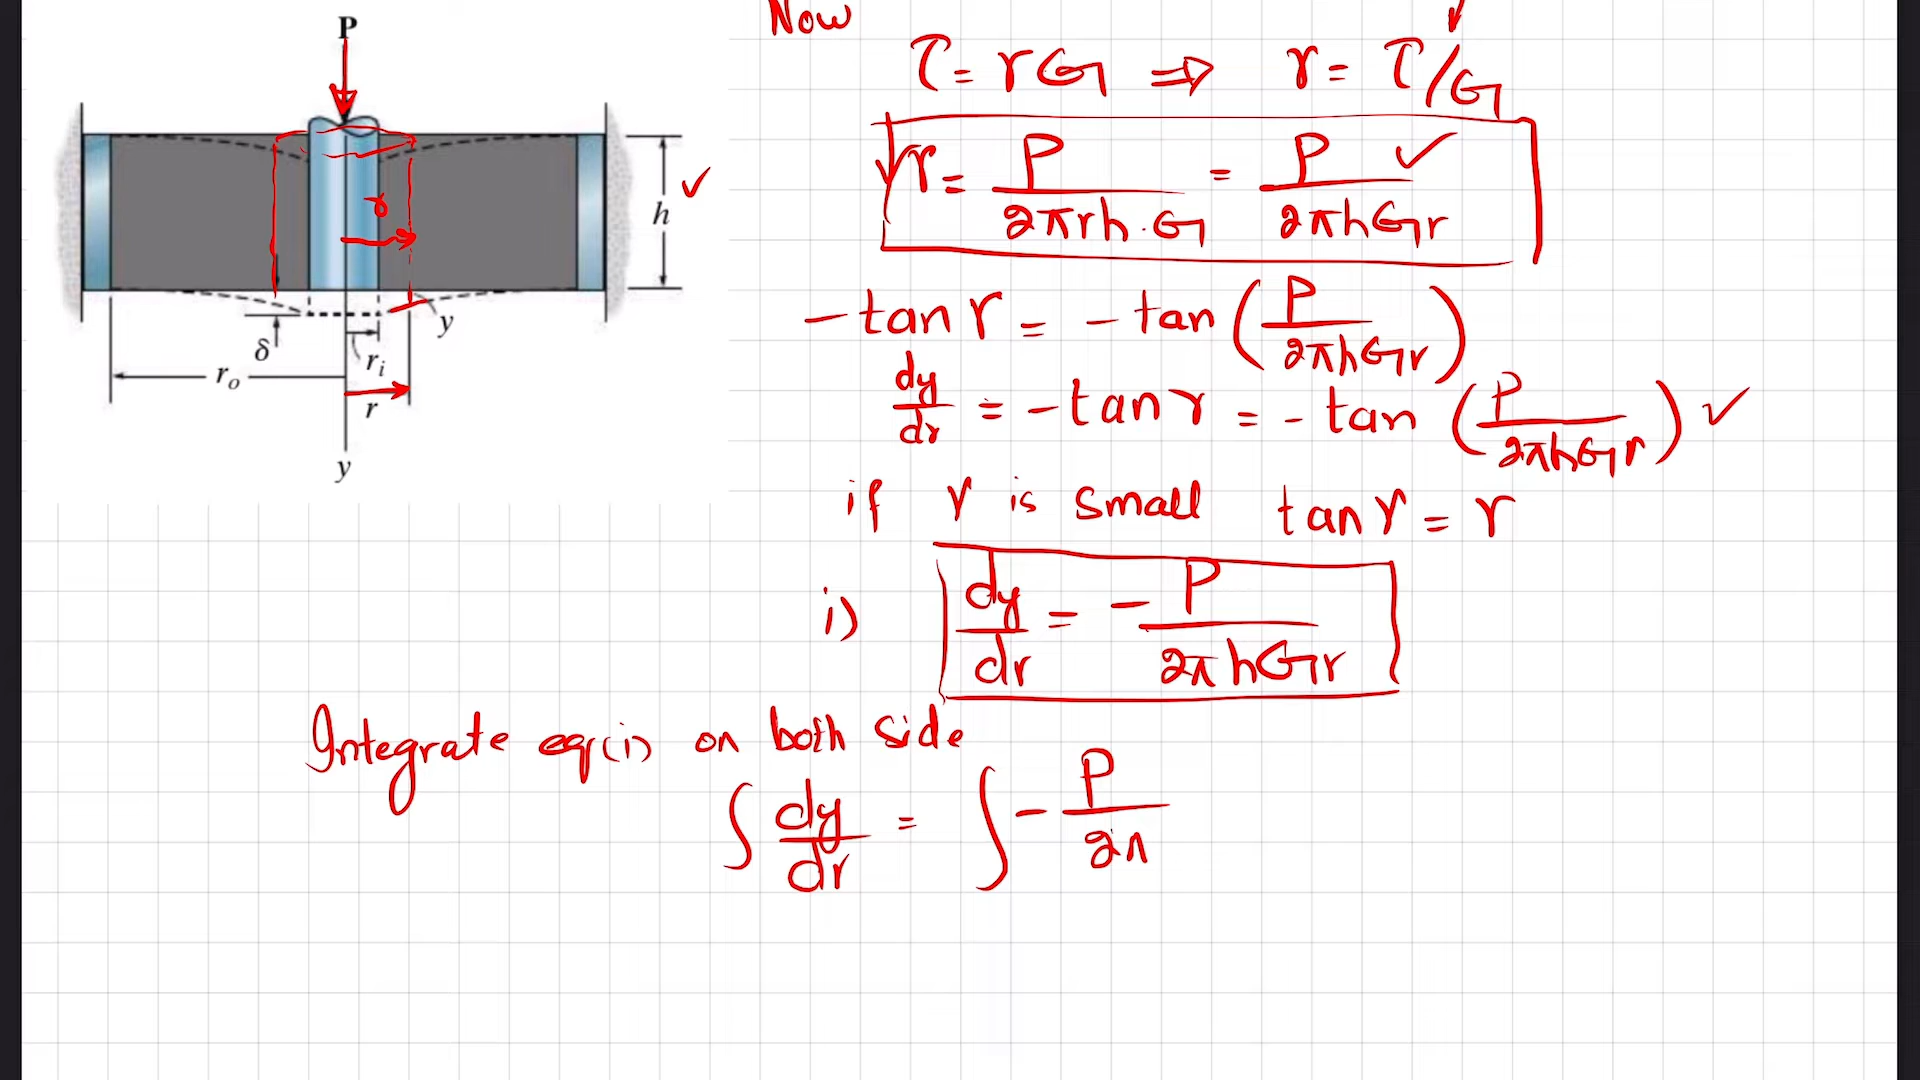 P
h
y
δ
r_i
r_o
r
y
γ
Now
τ = γG ⇒ γ = τ/G
γ = P/(2πrh·G) = P/(2πhGr) ✓
-tan γ = -tan (P/(2πhGr))
dy/dr = -tan γ = -tan (P/(2πhGr)) ✓
if γ is small tan γ = γ
i) dy/dr = -P/(2πhGr)
Integrate eq(i) on both side
∫ dy/dr = ∫ -P/2π